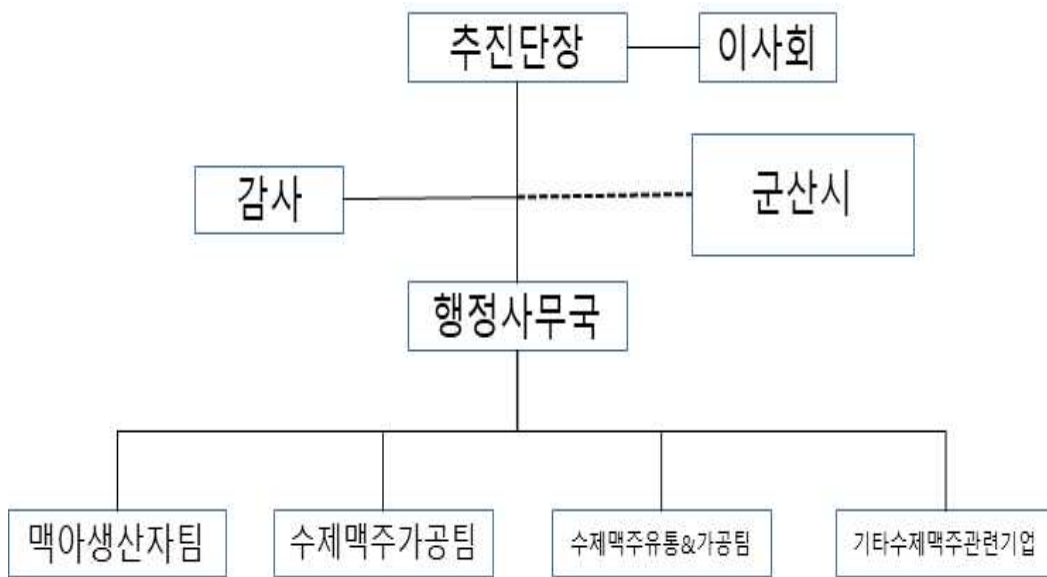 추진단장
이사회
감사
군산시
행정사무국
맥아생산자팀
수제맥주가공팀
수제맥주유통&가공팀
기타수제맥주관련기업